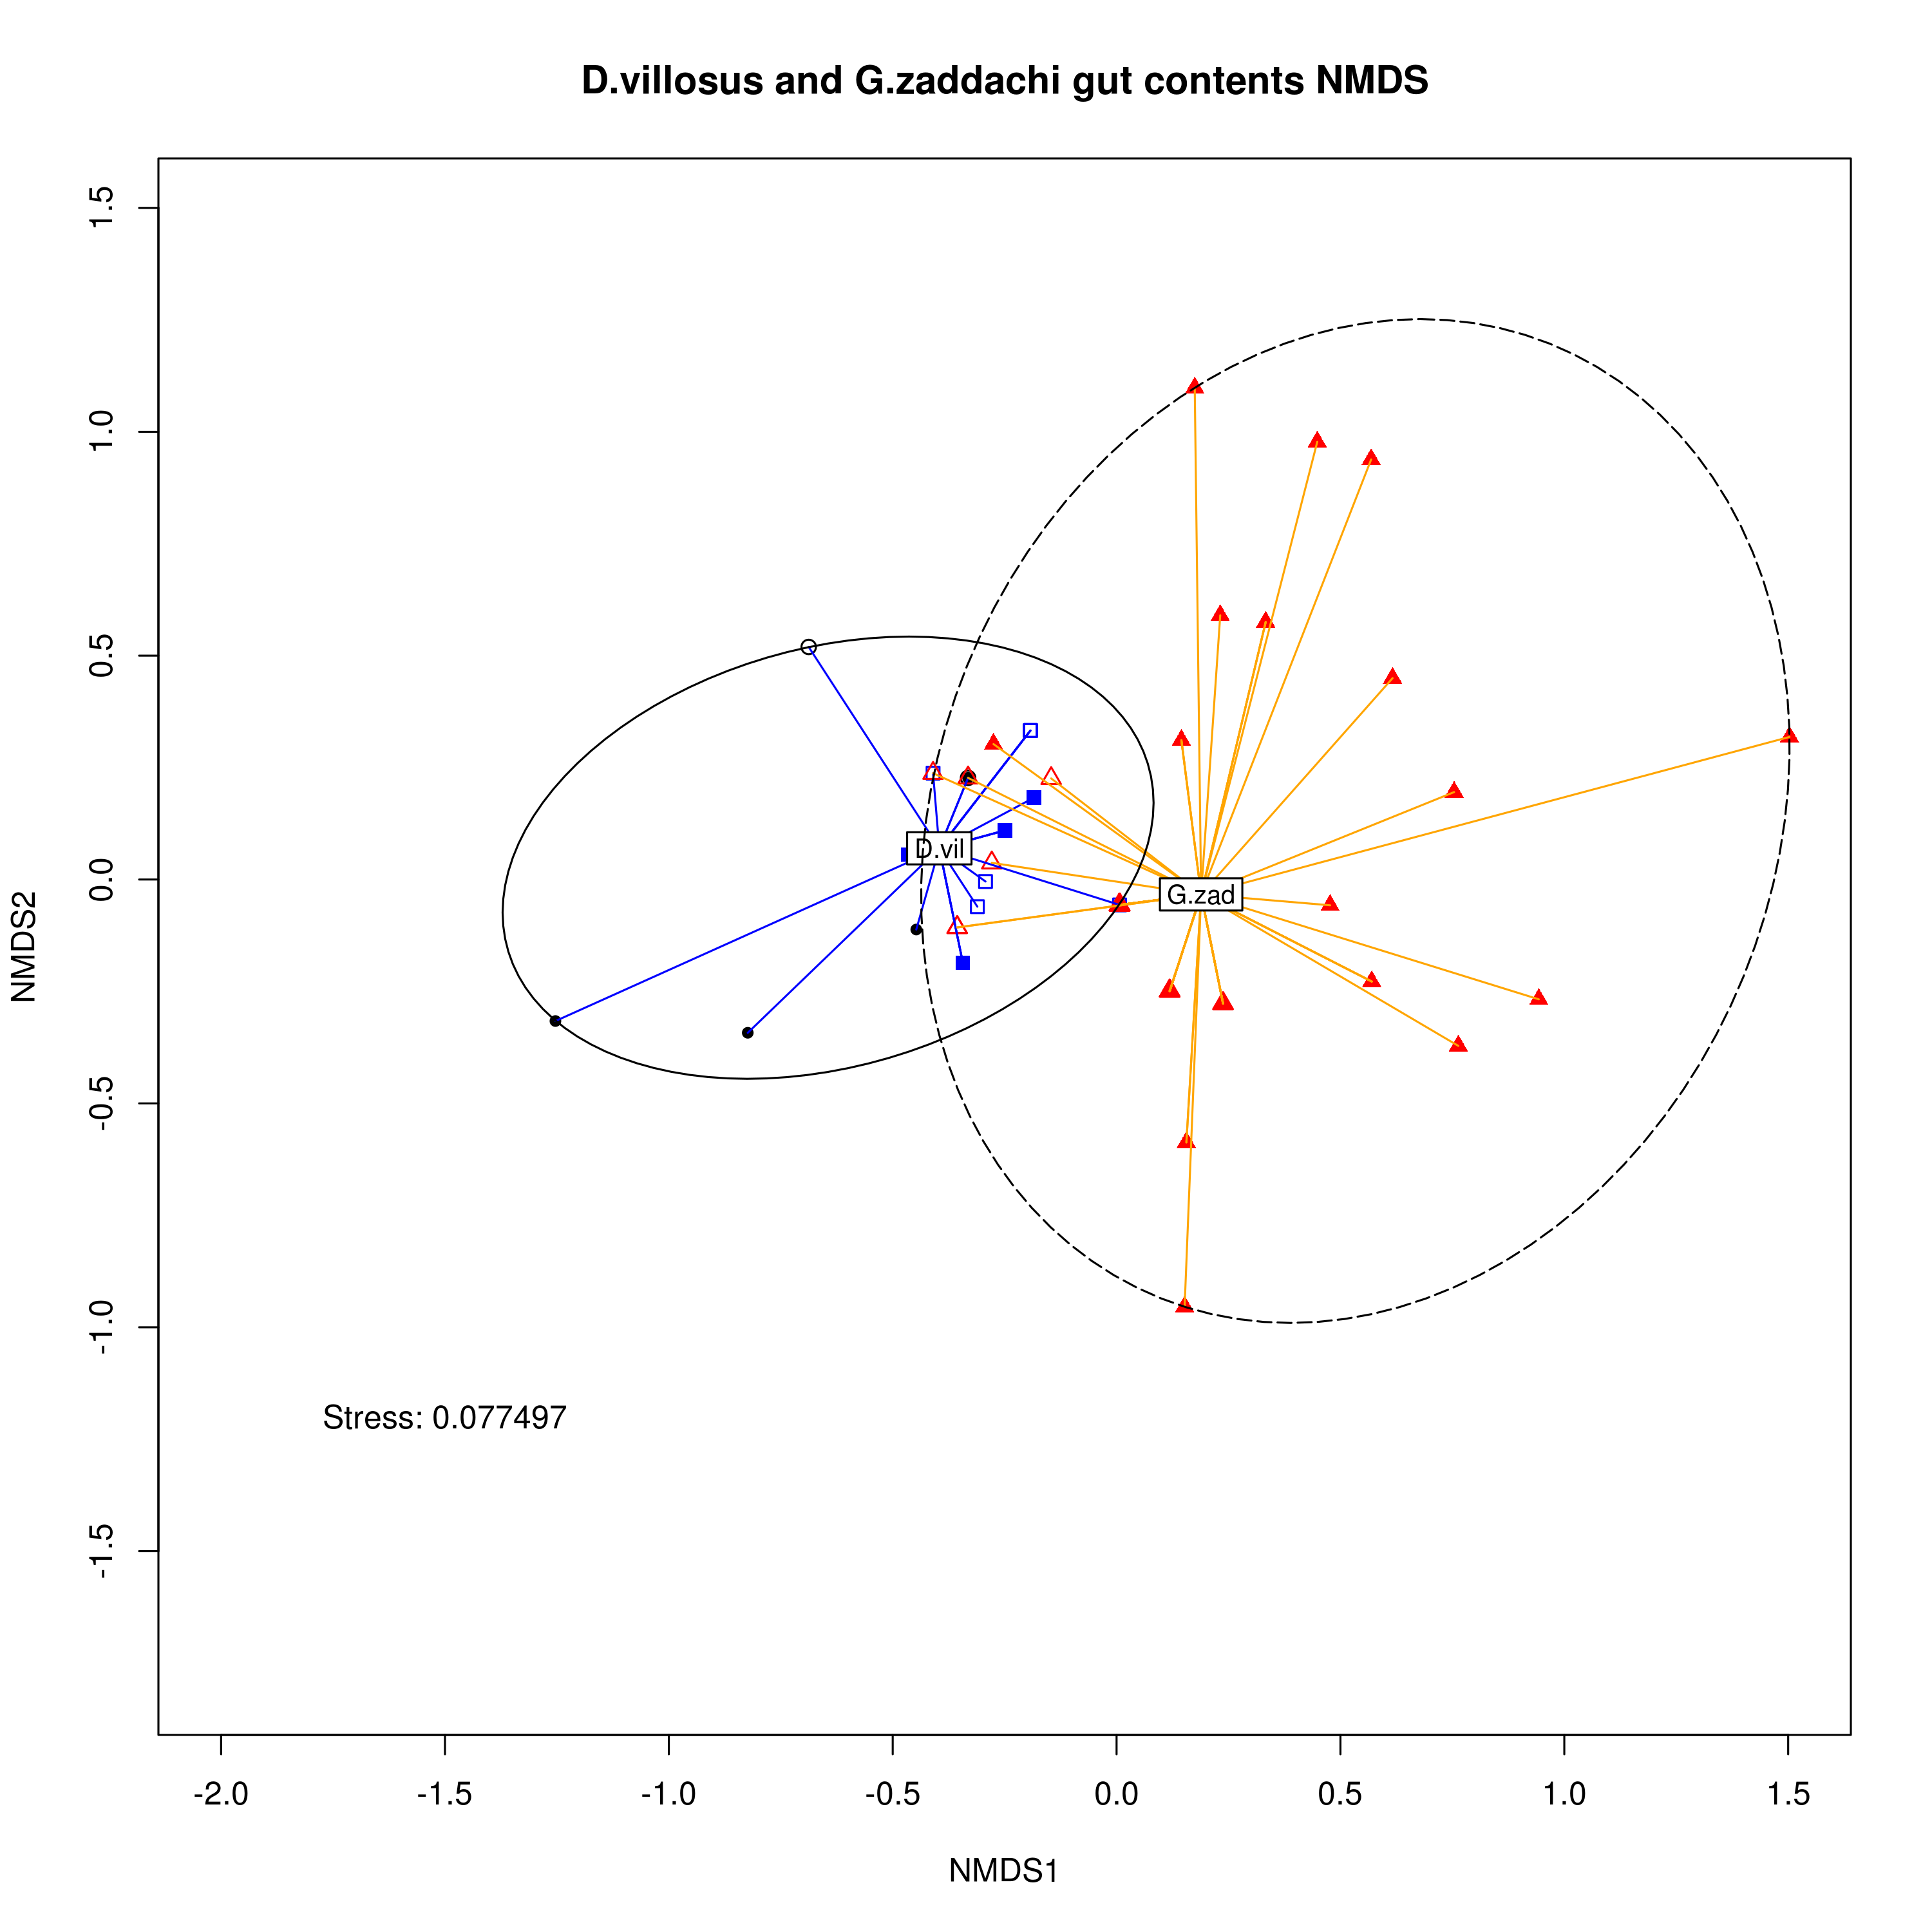 D.villosus and G.zaddachi gut contents NMDS
1.5
1.0
0.5
0.0
-0.5
-1.0
-1.5
NMDS2
D.vil
G.zad
Stress: 0.077497
-2.0 -1.5 -1.0 -0.5 0.0 0.5 1.0 1.5
NMDS1